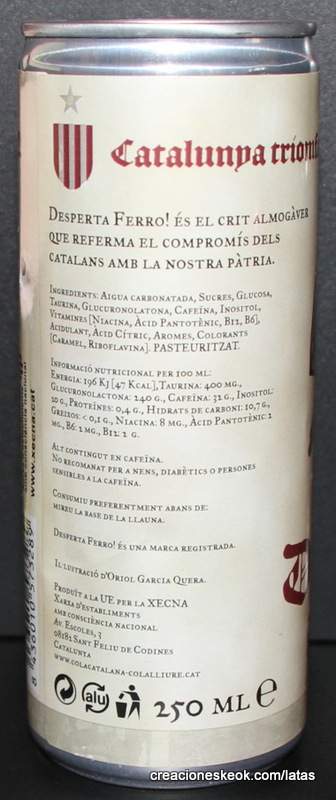 Catalunya triomf
DESPERTA FERRO! ÉS EL CRIT ALMOGÀVER
QUE REFERMA EL COMPROMÍS DELS
CATALANS AMB LA NOSTRA PÀTRIA.
INGREDIENTS: AIGUA CARBONATADA, SUCRES, GLUCOSA,
TAURINA, GLUCURONOLATONA, CAFEÏNA, INOSITOL,
VITAMINES [NIACINA, ÀCID PANTOTÈNIC, B12, B6],
ACIDULANT, ÀCID CÍTRIC, AROMES, COLORANTS
[CARAMEL, RIBOFLAVINA]. PASTEURITZAT.
INFORMACIÓ NUTRICIONAL PER 100 ML:
ENERGIA: 196 KJ [47 KCAL], TAURINA: 400 MG.,
GLUCURONOLACTONA: 240 G., CAFEÏNA: 32 G., INOSITOL:
20 G., PROTEÏNES: 0,4 G., HIDRATS DE CARBONI: 10,7 G.,
GREIXOS: < 0,1 G., NIACINA: 8 MG., ÀCID PANTOTÈNIC: 2
MG., B6: 2 MG., B12: 2 G.
ALT CONTINGUT EN CAFEÏNA.
NO RECOMANAT PER A NENS, DIABÈTICS O PERSONES
SENSIBLES A LA CAFEÏNA.
CONSUMIU PREFERENTMENT ABANS DE:
MIREU LA BASE DE LA LLAUNA.
DESPERTA FERRO! ÉS UNA MARCA REGISTRADA.
IL·LUSTRACIÓ D'ORIOL GARCIA QUERA.
PRODUÏT A LA UE PER LA XECNA
XARXA D'ESTABLIMENTS
AMB CONSCIÈNCIA NACIONAL
AV. ESCOLES, 3
08182 SANT FELIU DE CODINES
CATALUNYA
WWW.COLACATALANA-COLALLIURE.CAT
alu
250 ML e
www.xecna.cat
creacioneskeok.com/latas